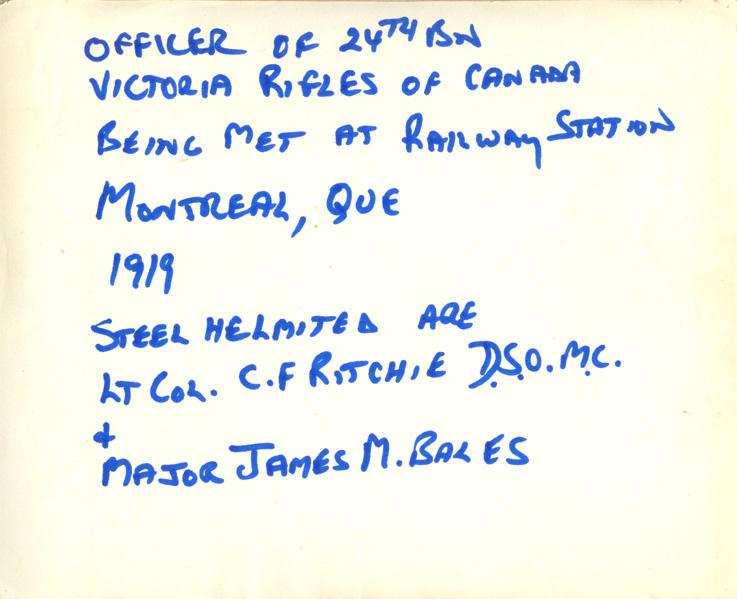 OFFICER OF 24TH BN
VICTORIA RIFLES OF CANADA
BEING MET AT RAILWAY STATION
MONTREAL, QUE
1919
STEEL HELMITED ARE
LT COL. C.F RITCHIE D.S.O. M.C.
&
MAJOR JAMES M. BALES